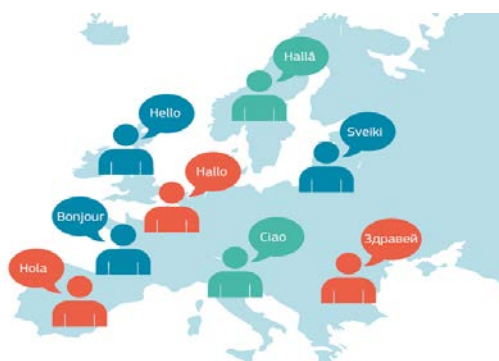 Hallå
Hello
Sveiki
Hallo
Bonjour
Ciao
Здравей
Hola